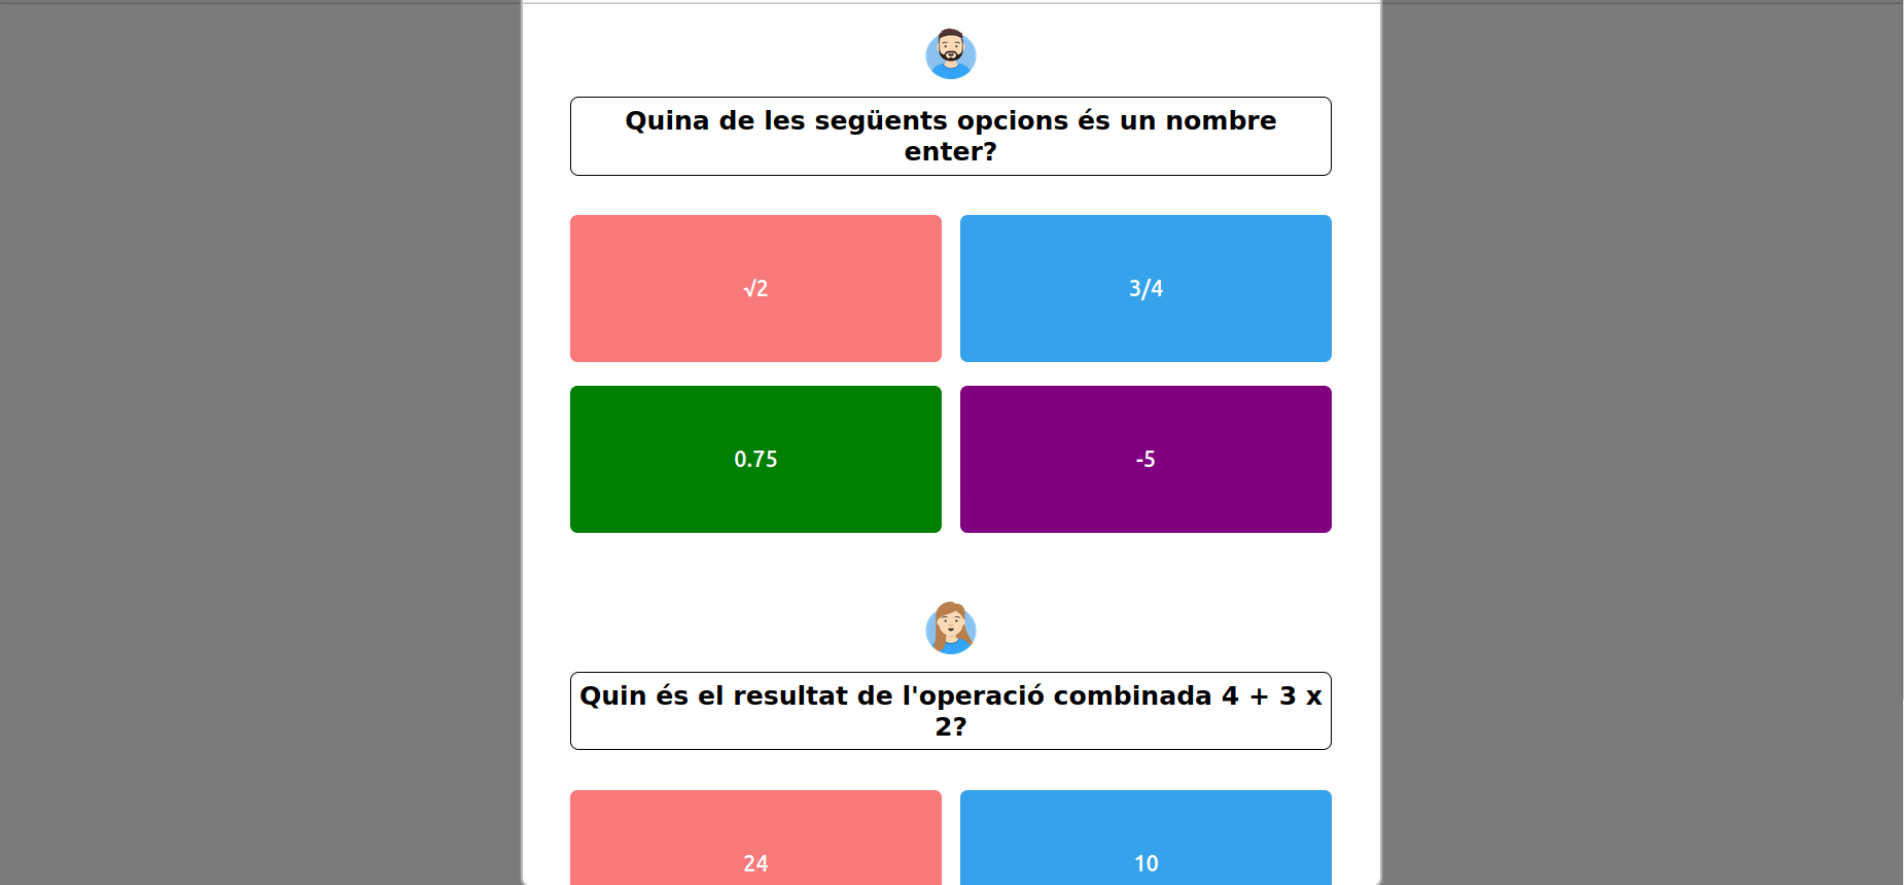 Quina de les següents opcions és un nombre
enter?
√2
3/4
0.75
-5
Quin és el resultat de l'operació combinada 4 + 3 x
2?
24
10